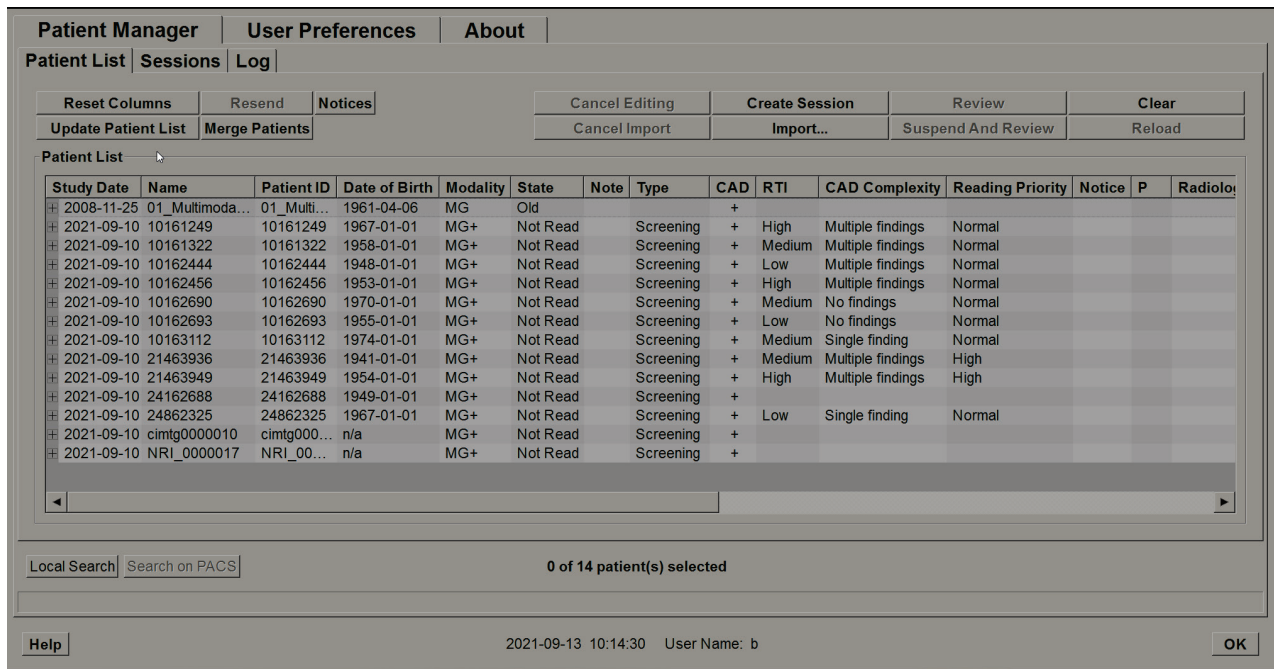 Patient Manager User Preferences About
Patient List Sessions Log
Reset Columns Resend Notices Cancel Editing Create Session Review Clear
Update Patient List Merge Patients Cancel Import Import... Suspend And Review Reload
Patient List
Study Date Name Patient ID Date of Birth Modality State Note Type CAD RTI CAD Complexity Reading Priority Notice P Radiolog
+ 2008-11-25 01_Multimoda... 01_Multi... 1961-04-06 MG Old +
+ 2021-09-10 10161249 10161249 1967-01-01 MG+ Not Read Screening + High Multiple findings Normal
+ 2021-09-10 10161322 10161322 1958-01-01 MG+ Not Read Screening + Medium Multiple findings Normal
+ 2021-09-10 10162444 10162444 1948-01-01 MG+ Not Read Screening + Low Multiple findings Normal
+ 2021-09-10 10162456 10162456 1953-01-01 MG+ Not Read Screening + High Multiple findings Normal
+ 2021-09-10 10162690 10162690 1970-01-01 MG+ Not Read Screening + Medium No findings Normal
+ 2021-09-10 10162693 10162693 1955-01-01 MG+ Not Read Screening + Low No findings Normal
+ 2021-09-10 10163112 10163112 1974-01-01 MG+ Not Read Screening + Medium Single finding Normal
+ 2021-09-10 21463936 21463936 1941-01-01 MG+ Not Read Screening + Medium Multiple findings High
+ 2021-09-10 21463949 21463949 1954-01-01 MG+ Not Read Screening + High Multiple findings High
+ 2021-09-10 24162688 24162688 1949-01-01 MG+ Not Read Screening +
+ 2021-09-10 24862325 24862325 1967-01-01 MG+ Not Read Screening + Low Single finding Normal
+ 2021-09-10 cimtg0000010 cimtg000... n/a MG+ Not Read Screening +
+ 2021-09-10 NRI_0000017 NRI_00... n/a MG+ Not Read Screening +
Local Search Search on PACS 0 of 14 patient(s) selected
Help 2021-09-13 10:14:30 User Name: b OK